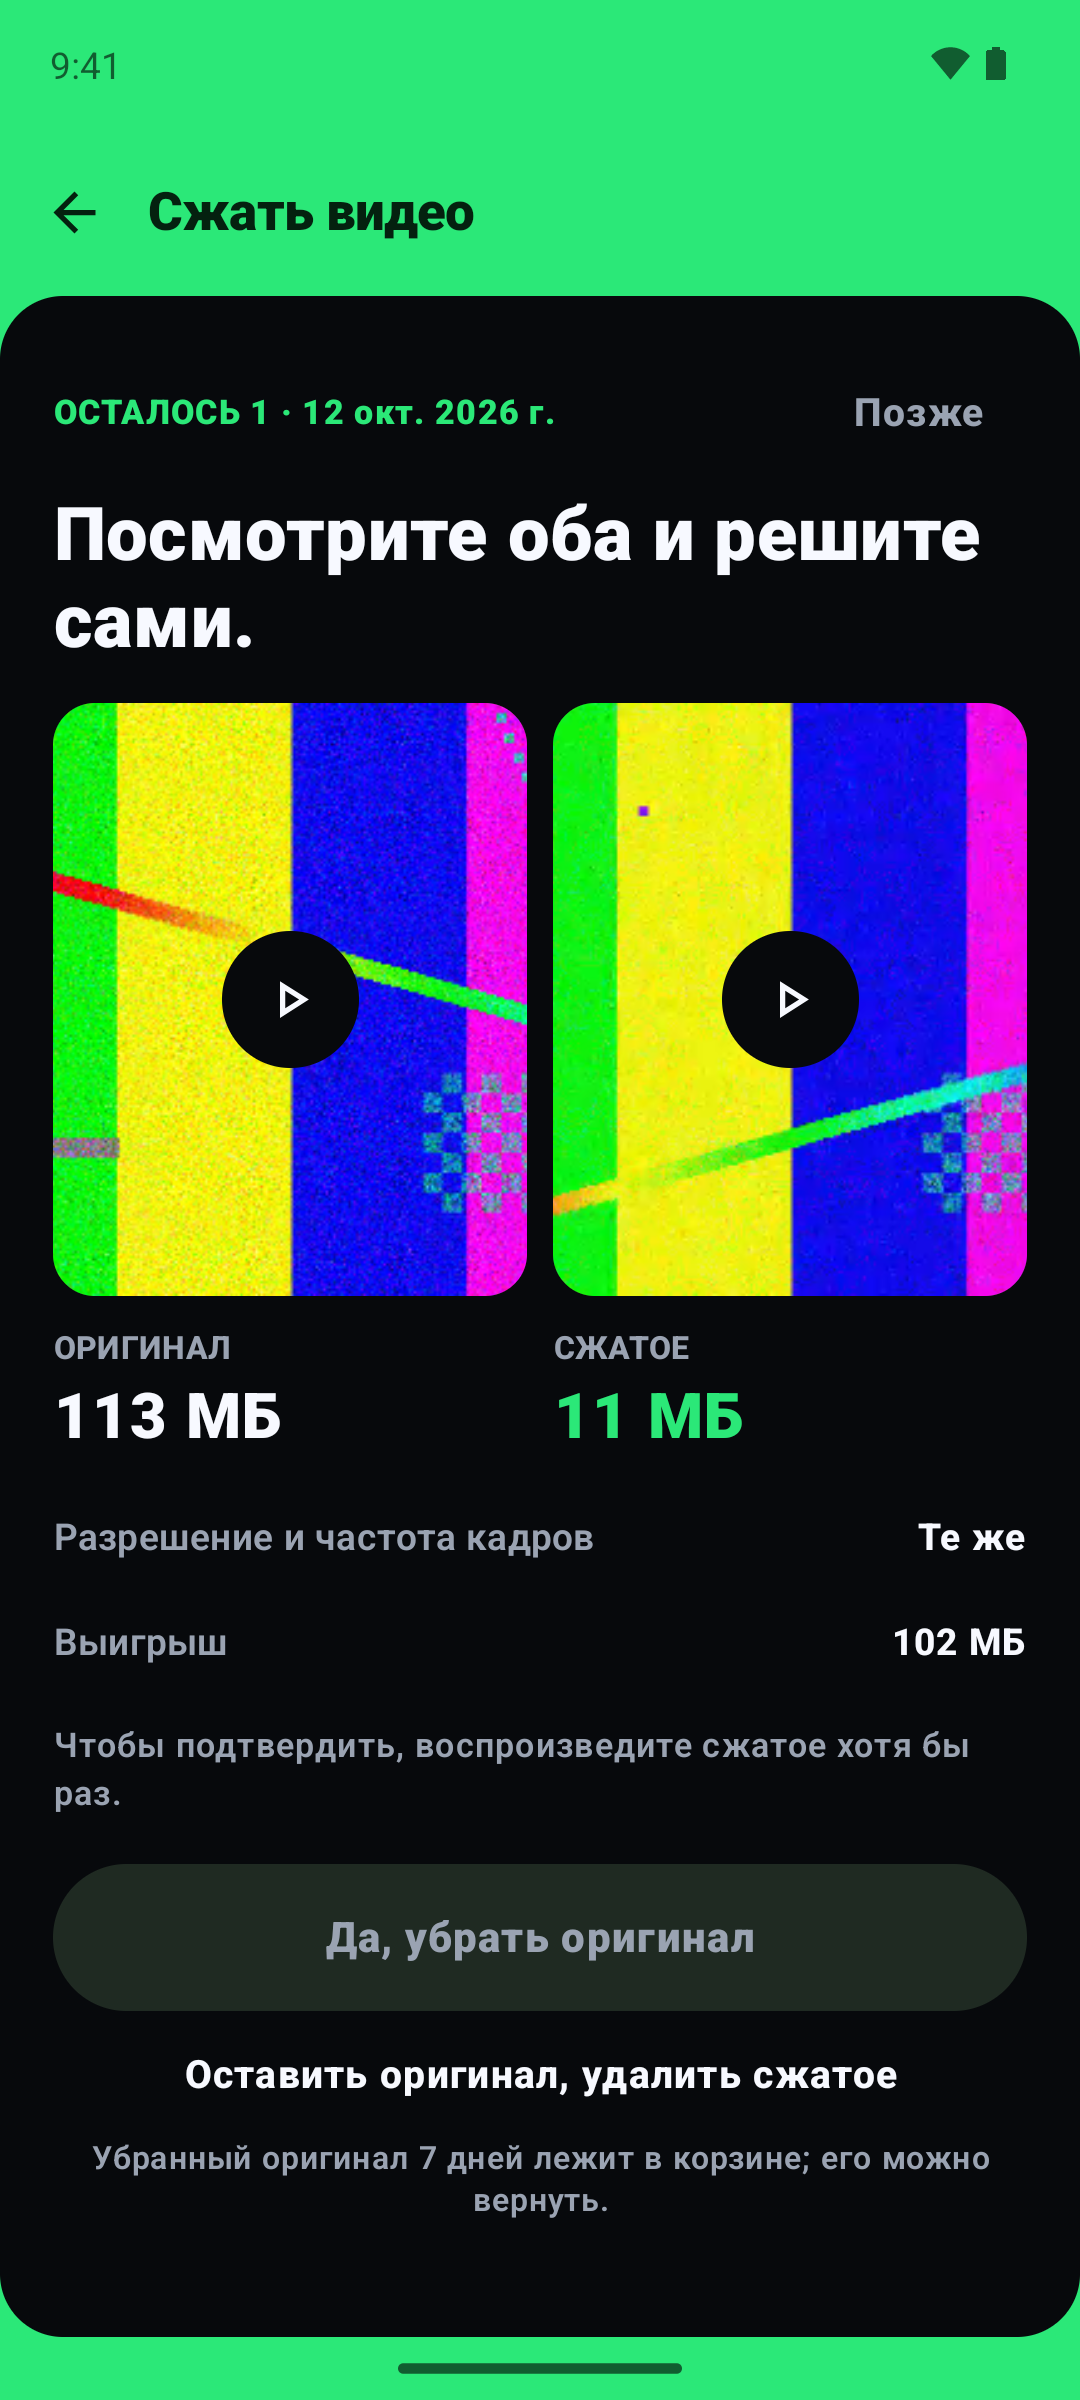 9:41
Сжать видео
ОСТАЛОСЬ 1 · 12 окт. 2026 г.
Позже
Посмотрите оба и решите
сами.
ОРИГИНАЛ
СЖАТОЕ
113 МБ
11 МБ
Разрешение и частота кадров
Те же
Выигрыш
102 МБ
Чтобы подтвердить, воспроизведите сжатое хотя бы
раз.
Да, убрать оригинал
Оставить оригинал, удалить сжатое
Убранный оригинал 7 дней лежит в корзине; его можно
вернуть.